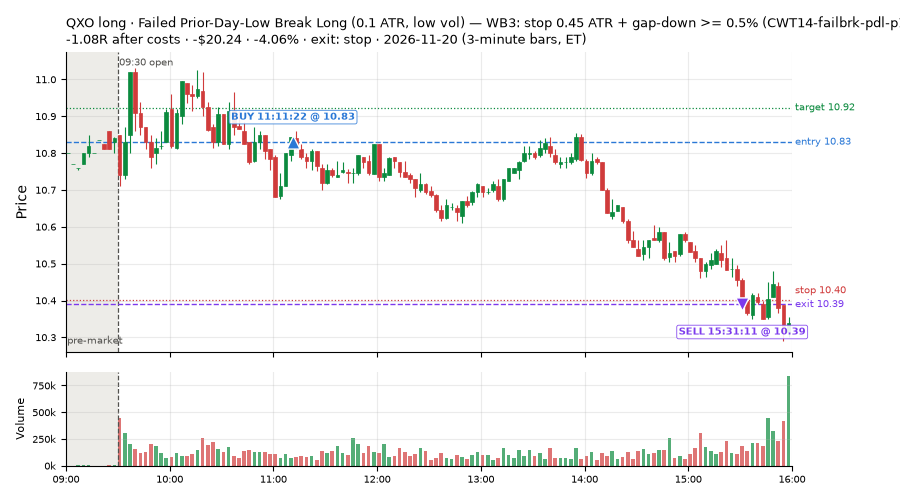 QXO long · Failed Prior-Day-Low Break Long (0.1 ATR, low vol) — WB3: stop 0.45 ATR + gap-down >= 0.5% (CWT14-failbrk-pdl-p
-1.08R after costs · -$20.24 · -4.06% · exit: stop · 2026-11-20 (3-minute bars, ET)
09:30 open
11.0
target 10.92
10.9
BUY 11:11:22 @ 10.83
entry 10.83
10.8
10.7
Price
10.6
10.5
10.4
stop 10.40
exit 10.39
SELL 15:31:11 @ 10.39
10.3
pre-market
750k
500k
250k
0k
Volume
09:00
10:00
11:00
12:00
13:00
14:00
15:00
16:00